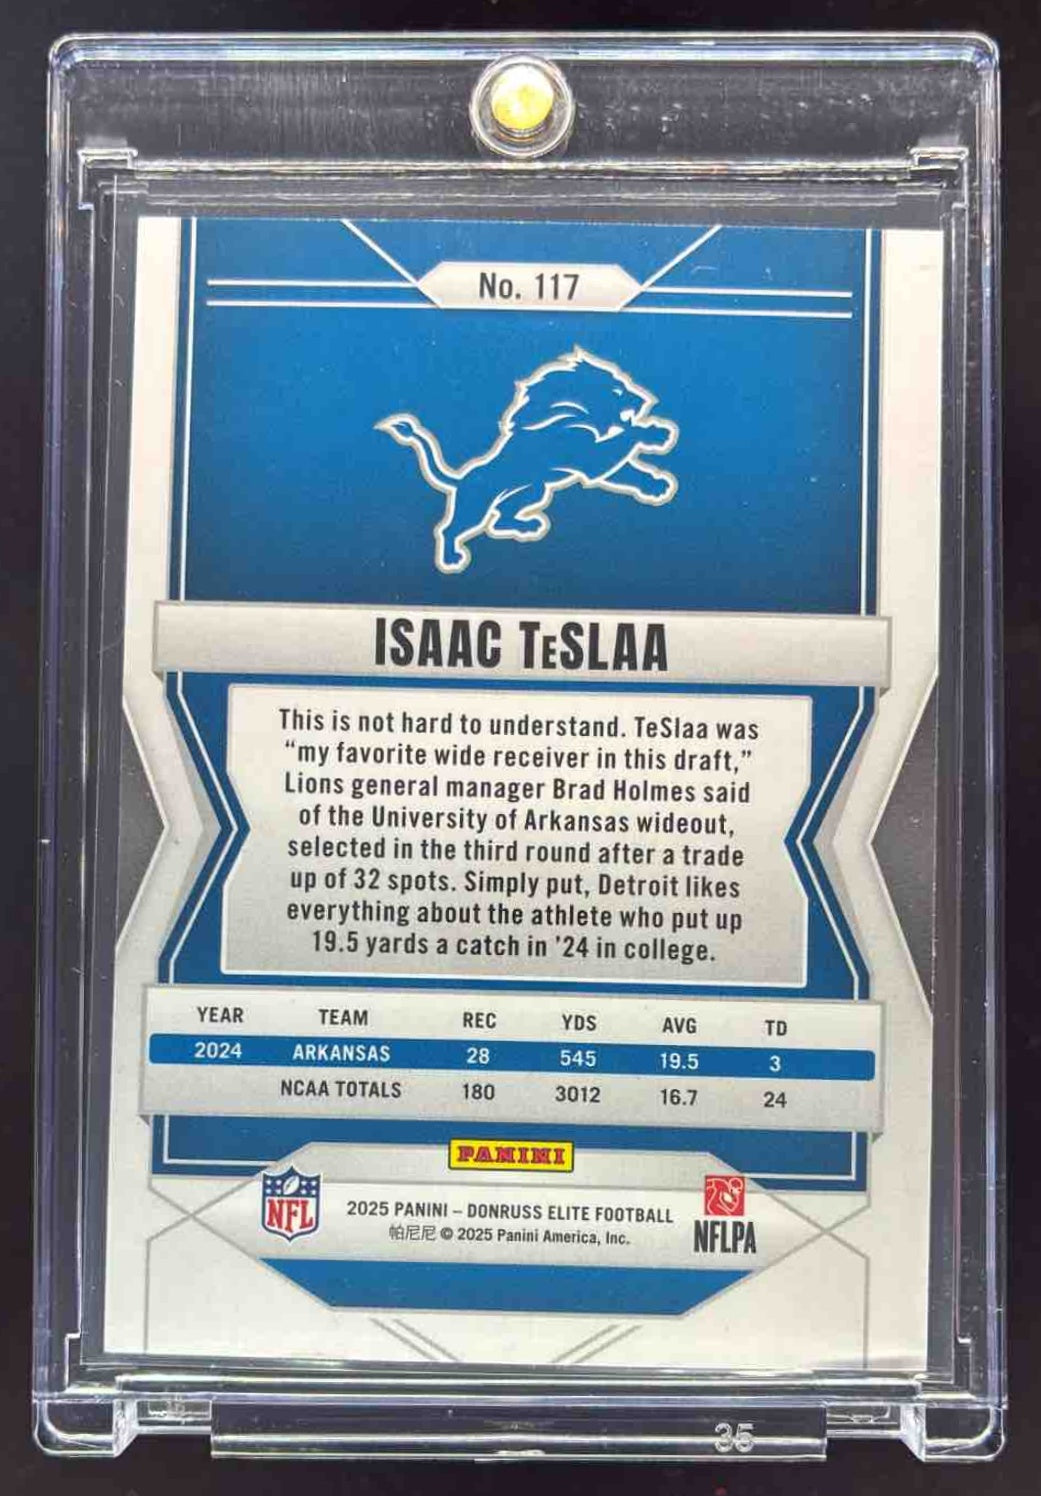 No. 117
ISAAC TeSLAA
This is not hard to understand. TeSlaa was
“my favorite wide receiver in this draft,”
Lions general manager Brad Holmes said
of the University of Arkansas wideout,
selected in the third round after a trade
up of 32 spots. Simply put, Detroit likes
everything about the athlete who put up
19.5 yards a catch in '24 in college.
YEAR TEAM REC YDS AVG TD
2024 ARKANSAS 28 545 19.5 3
NCAA TOTALS 180 3012 16.7 24
PANINI
NFL
2025 PANINI – DONRUSS ELITE FOOTBALL
帕尼尼 © 2025 Panini America, Inc.
NFLPA
35